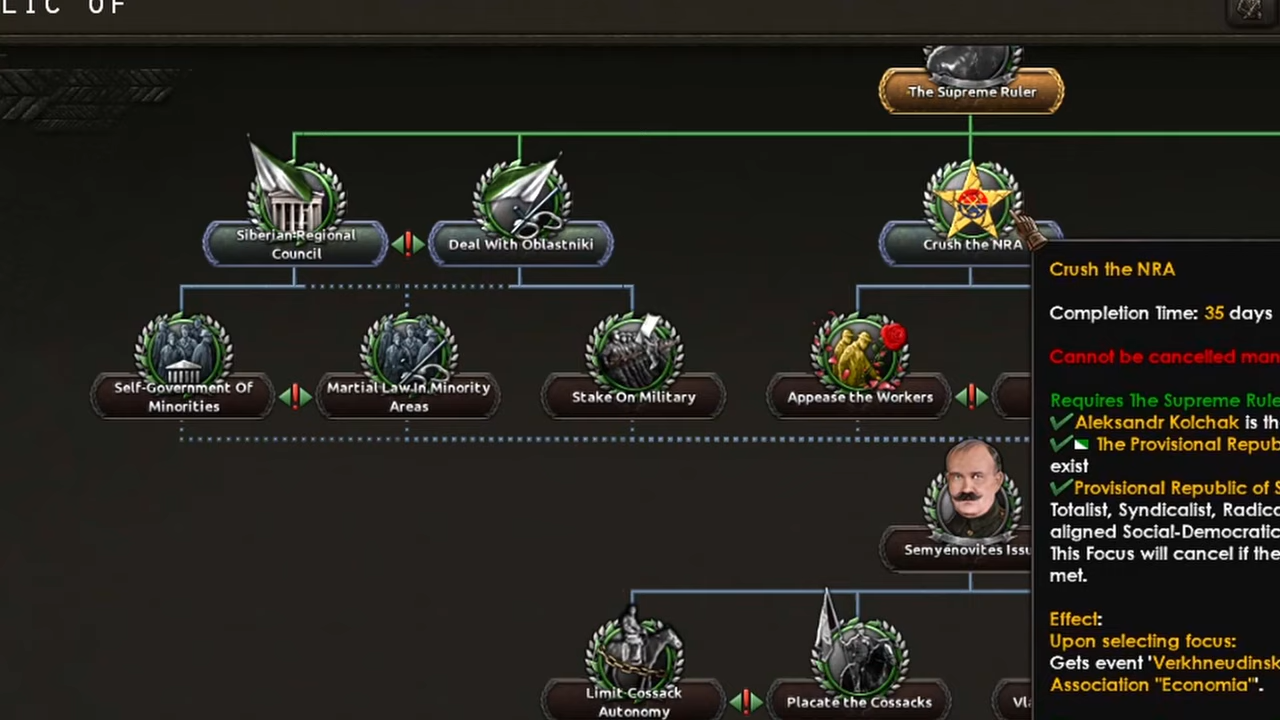 LIC OF
The Supreme Ruler
Siberian Regional
Council
Deal With Oblastniki
Crush the NRA
Self-Government Of
Minorities
Martial Law In Minority
Areas
Stake On Military
Appease the Workers
Semyenovites Issu
Limit Cossack
Autonomy
Placate the Cossacks
Vl
Crush the NRA
Completion Time: 35 days
Cannot be cancelled man
Requires The Supreme Rule
Aleksandr Kolchak is th
The Provisional Repub
exist
Provisional Republic of S
Totalist, Syndicalist, Radica
aligned Social-Democratic
This Focus will cancel if the
met.
Effect:
Upon selecting focus:
Gets event 'Verkhneudinsk
Association "Economia"'.